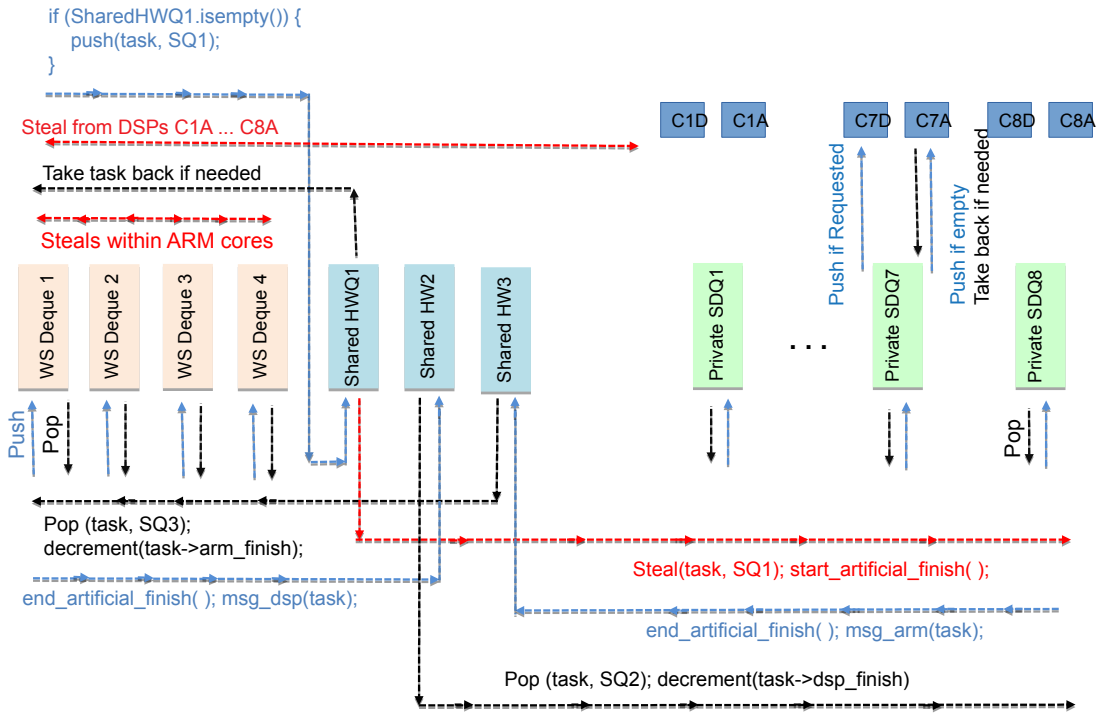 if (SharedHWQ1.isempty()) {
push(task, SQ1);
}
Steal from DSPs C1A ... C8A
C1D
C1A
C7D
C7A
C8D
C8A
Take task back if needed
Steals within ARM cores
Push if Requested
Push if empty
Take back if needed
WS Deque 1
WS Deque 2
WS Deque 3
WS Deque 4
Shared HWQ1
Shared HW2
Shared HW3
Private SDQ1
. . .
Private SDQ7
Private SDQ8
Push
Pop
Pop
Pop (task, SQ3);
decrement(task->arm_finish);
Steal(task, SQ1); start_artificial_finish( );
end_artificial_finish( ); msg_dsp(task);
end_artificial_finish( ); msg_arm(task);
Pop (task, SQ2); decrement(task->dsp_finish)